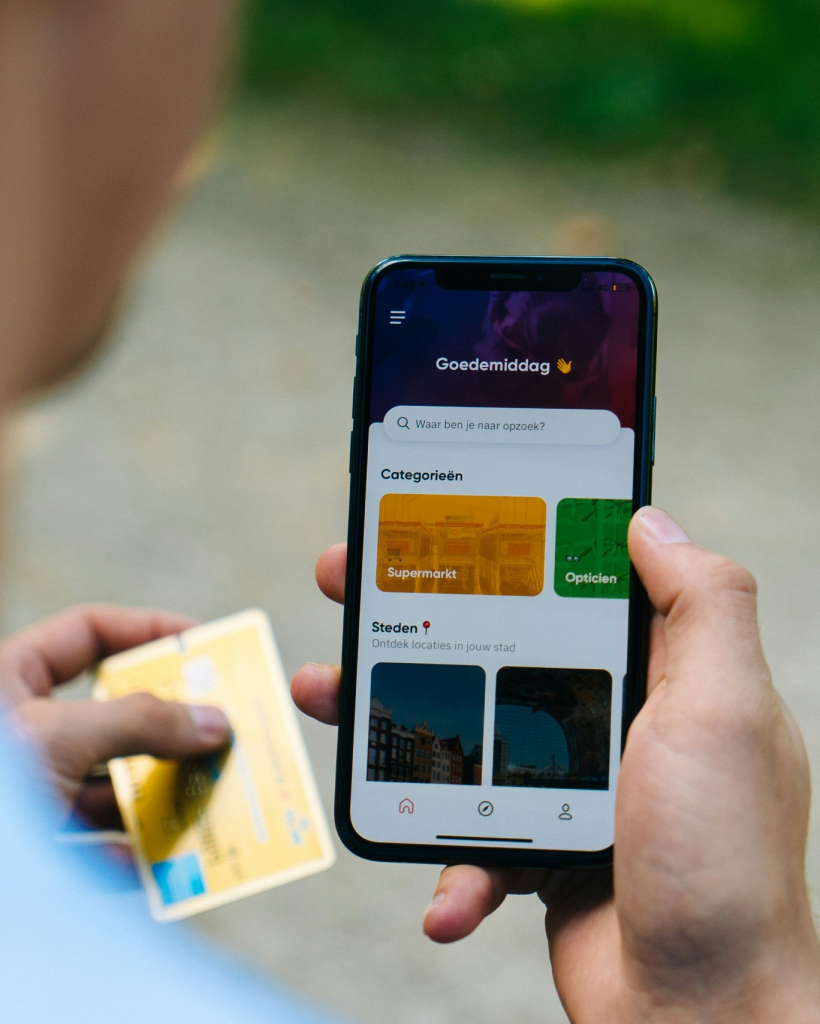 Goedemiddag 👋
Waar ben je naar opzoek?
Categorieën
Supermarkt
Opticien
Steden 📍
Ontdek locaties in jouw stad